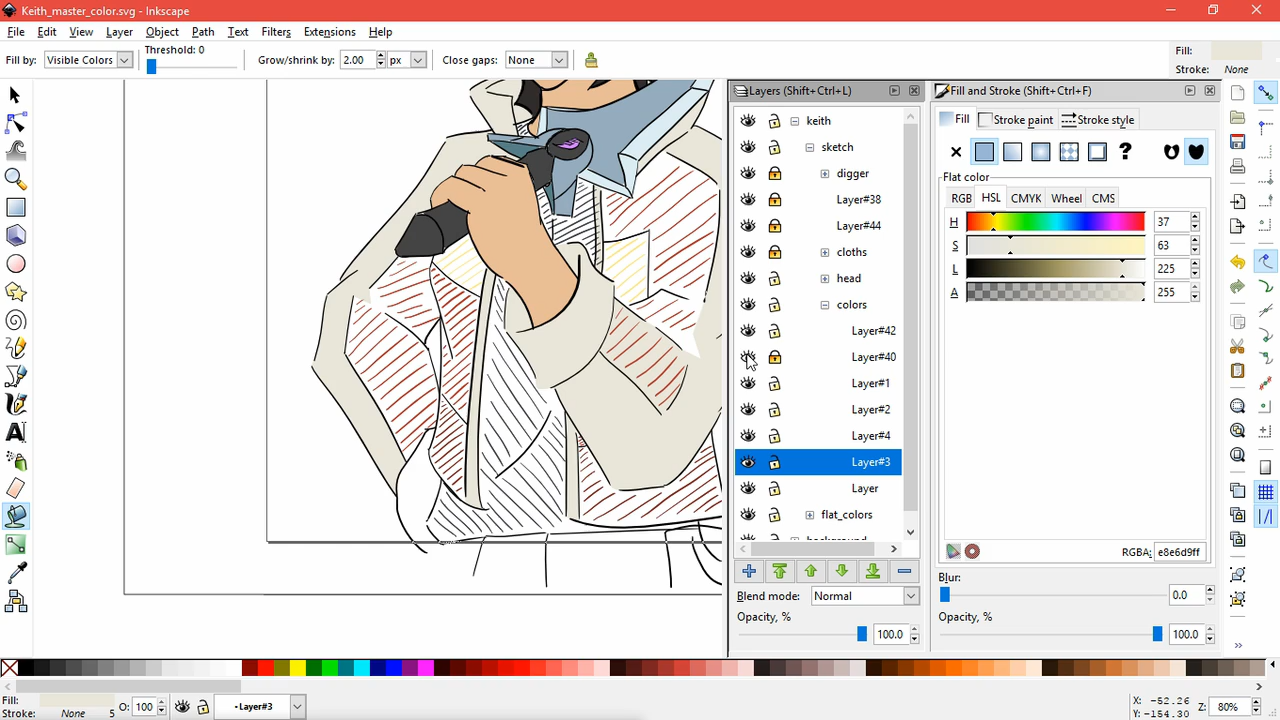 Keith_master_color.svg - Inkscape
File Edit View Layer Object Path Text Filters Extensions Help
Fill by: Visible Colors Threshold: 0 Grow/shrink by: 2.00 px Close gaps: None
Fill:
Stroke: None
Layers (Shift+Ctrl+L)
keith
sketch
digger
Layer#38
Layer#44
cloths
head
colors
Layer#42
Layer#40
Layer#1
Layer#2
Layer#4
Layer#3
Layer
flat_colors
Blend mode: Normal
Opacity, %
100.0
Fill and Stroke (Shift+Ctrl+F)
Fill Stroke paint Stroke style
Flat color
RGB HSL CMYK Wheel CMS
H 37
S 63
L 225
A 255
RGBA: e8e6d9ff
Blur:
0.0
Opacity, %
100.0
Fill:
Stroke: None 5 O: 100 •Layer#3
X: -52.26
Y: -154.30
Z: 80%